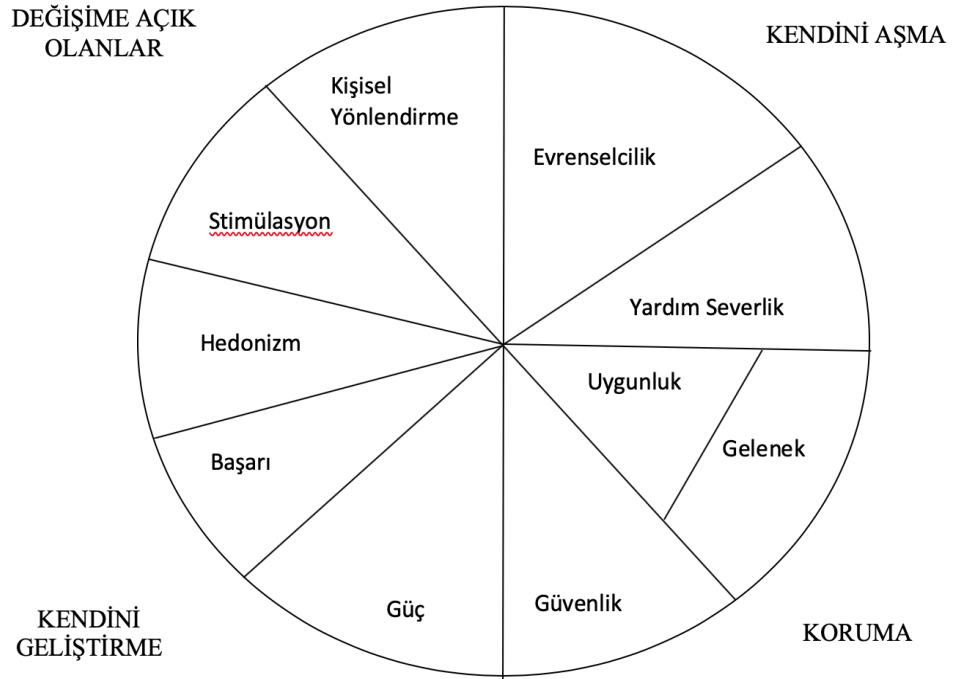 DEĞİŞİME AÇIK
OLANLAR
KENDİNİ AŞMA
Kişisel
Yönlendirme
Evrenselcilik
Stimülasyon
Yardım Severlik
Hedonizm
Uygunluk
Gelenek
Başarı
Güç
Güvenlik
KENDİNİ
GELİŞTİRME
KORUMA